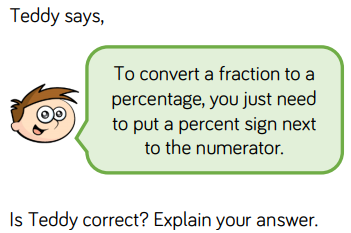 Teddy says,
To convert a fraction to a
percentage, you just need
to put a percent sign next
to the numerator.
Is Teddy correct? Explain your answer.